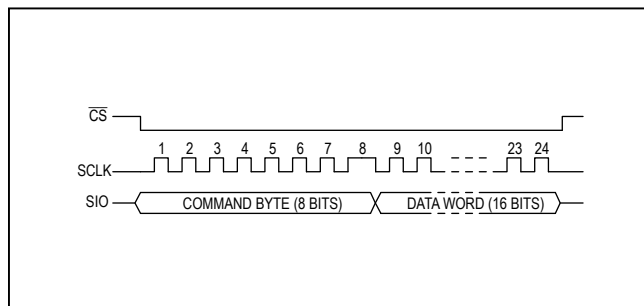 CS
1 2 3 4 5 6 7 8 9 10 23 24
SCLK
SIO COMMAND BYTE (8 BITS) DATA WORD (16 BITS)